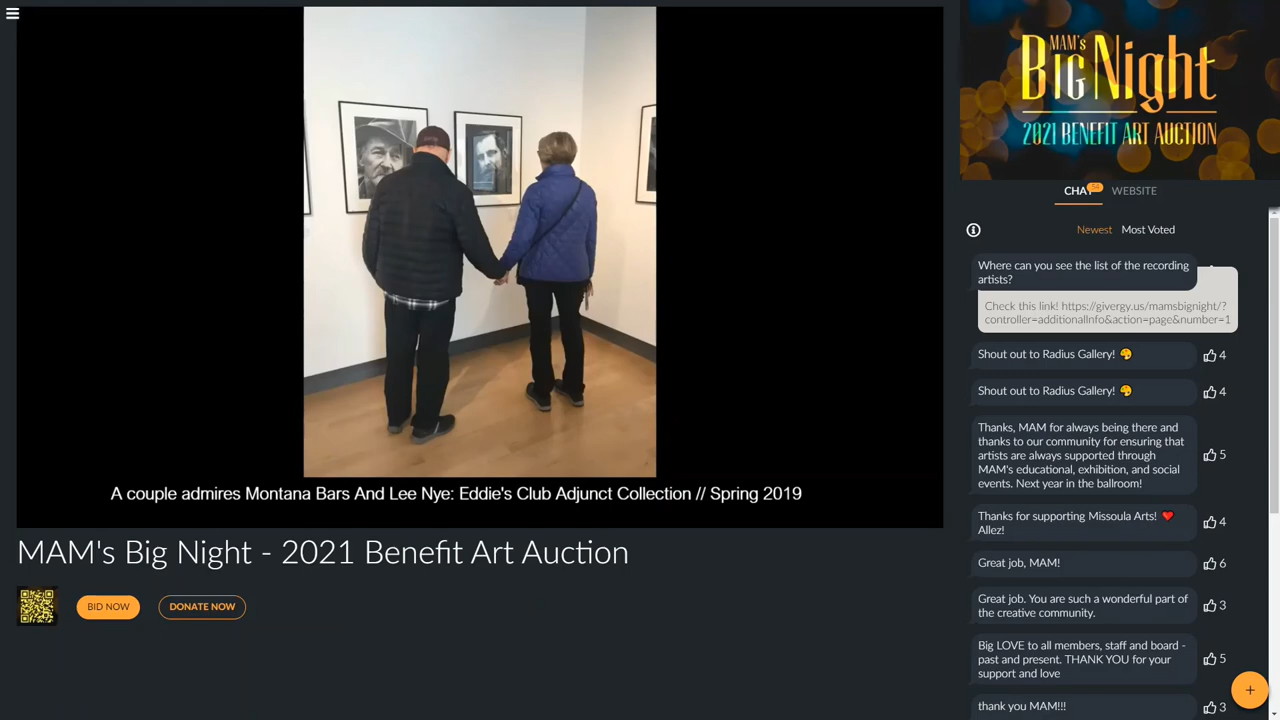 A couple admires Montana Bars And Lee Nye: Eddie's Club Adjunct Collection // Spring 2019
MAM's Big Night - 2021 Benefit Art Auction
BID NOW
DONATE NOW
MAM's
Big Night
2021 BENEFIT ART AUCTION
CHAT
54
WEBSITE
Newest
Most Voted
Where can you see the list of the recording
artists?
Check this link! https://givergy.us/mamsbignight/?
controller=additionalInfo&action=page&number=1
Shout out to Radius Gallery!
4
Shout out to Radius Gallery!
4
Thanks, MAM for always being there and
thanks to our community for ensuring that
artists are always supported through
MAM's educational, exhibition, and social
events. Next year in the ballroom!
5
Thanks for supporting Missoula Arts!
Allez!
4
Great job, MAM!
6
Great job. You are such a wonderful part of
the creative community.
3
Big LOVE to all members, staff and board -
past and present. THANK YOU for your
support and love
5
thank you MAM!!!
3
+